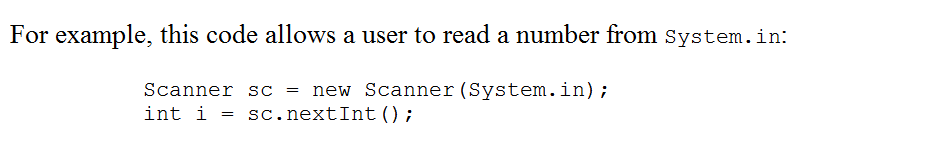 For example, this code allows a user to read a number from System.in:
Scanner sc = new Scanner(System.in);
int i = sc.nextInt();